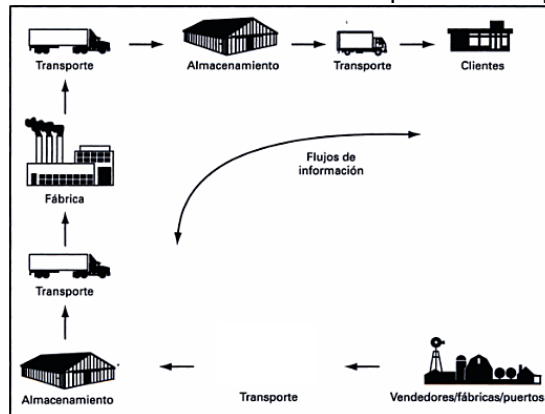 Transporte
Almacenamiento
Transporte
Clientes
Flujos de
información
Fábrica
Transporte
Almacenamiento
Transporte
Vendedores/fábricas/puertos